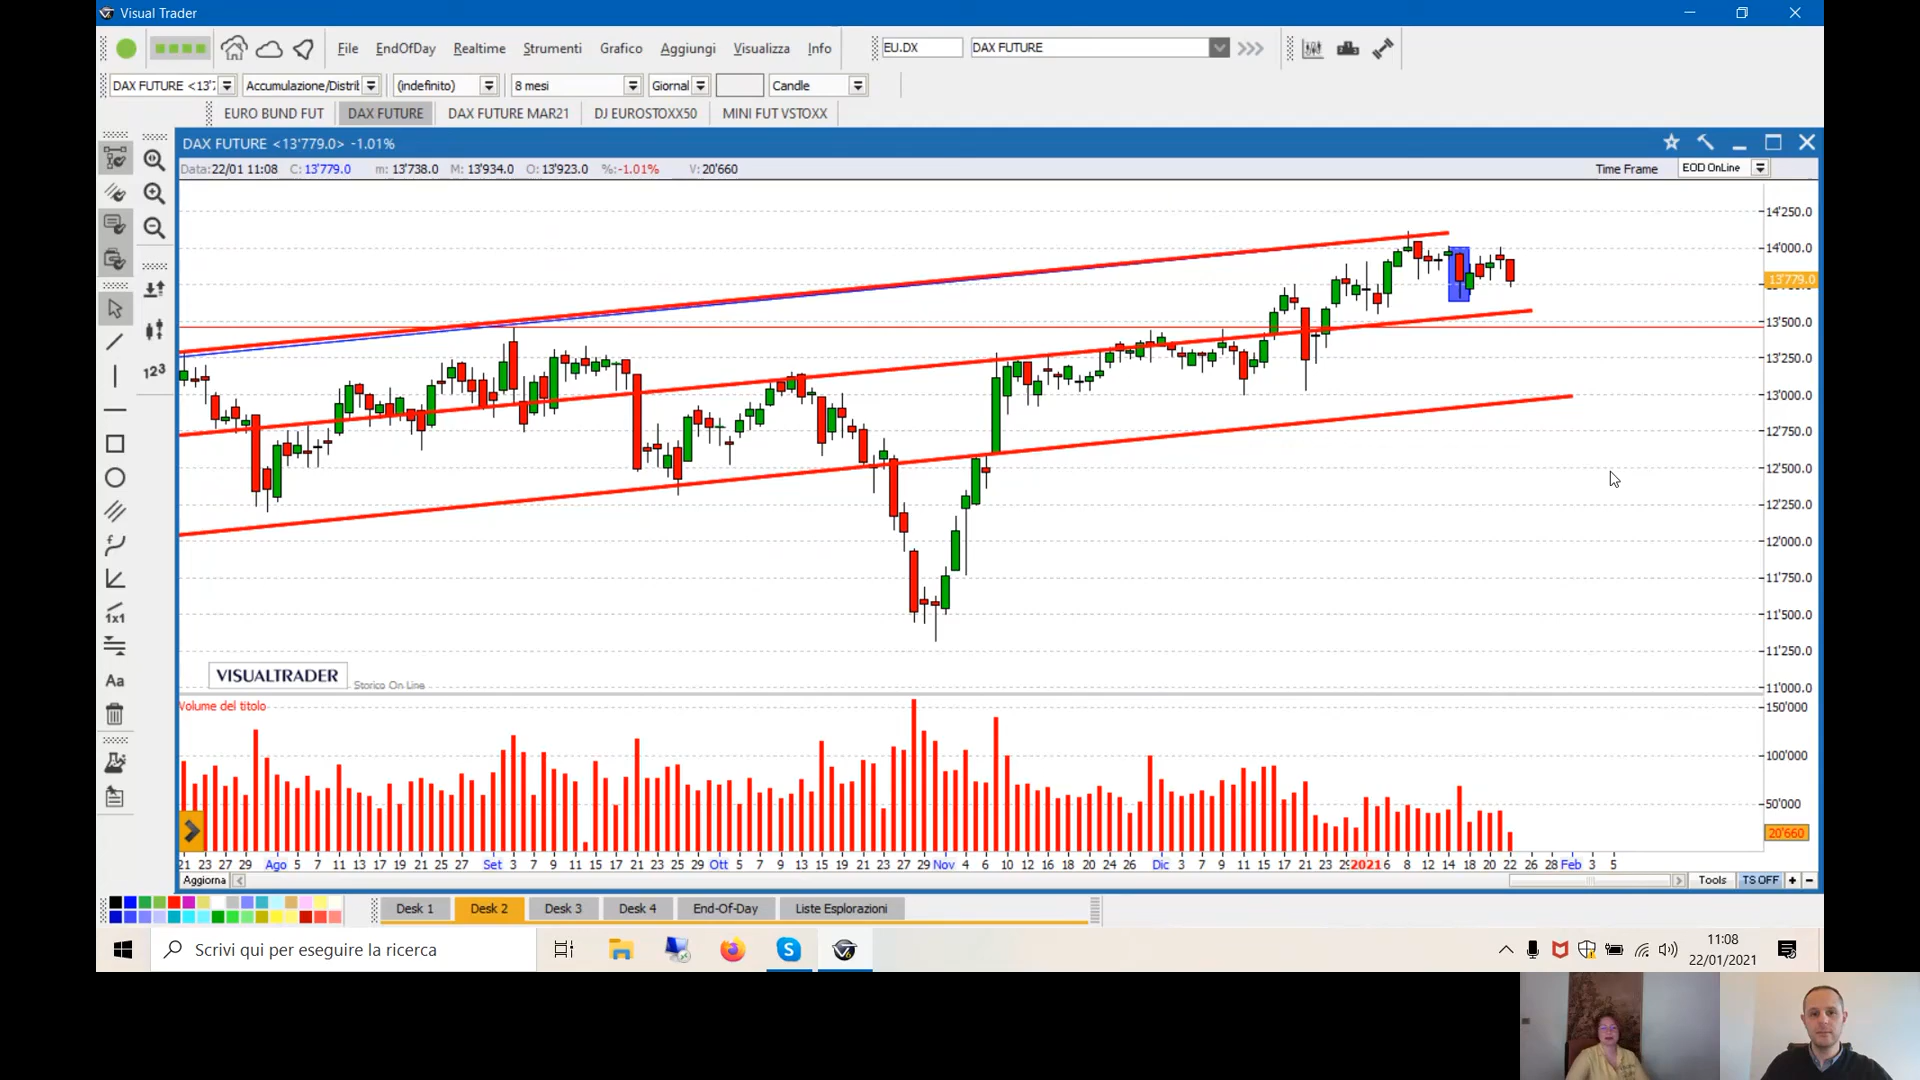 Visual Trader
File EndOfDay Realtime Strumenti Grafico Aggiungi Visualizza Info EU.DX DAX FUTURE
DAX FUTURE <13' Accumulazione/Distrit (indefinito) 8 mesi Giornal Candle
EURO BUND FUT DAX FUTURE DAX FUTURE MAR21 DJ EUROSTOXX50 MINI FUT VSTOXX
DAX FUTURE <13'779.0> -1.01%
Data:22/01 11:08 C: 13'779.0 m: 13'738.0 M: 13'934.0 O: 13'923.0 %:-1.01% V: 20'660 Time Frame EOD OnLine
14'250.0
14'000.0
13'779.0
13'500.0
13'250.0
13'000.0
12'750.0
12'500.0
12'250.0
12'000.0
11'750.0
11'500.0
11'250.0
11'000.0
123
1x1
Aa
VISUALTRADER
Storico On Line
Volume del titolo
150'000
100'000
50'000
20'660
21 23 27 29 Ago 5 7 11 13 17 19 21 25 27 Set 3 7 9 11 15 17 21 23 25 29 Ott 5 7 9 13 15 19 21 23 27 29 Nov 4 6 10 12 16 18 20 24 26 Dic 3 7 9 11 15 17 21 23 2021 6 8 12 14 18 20 22 26 28 Feb 3 5
Aggiorna Tools TS OFF + −
Desk 1 Desk 2 Desk 3 Desk 4 End-Of-Day Liste Esplorazioni
Scrivi qui per eseguire la ricerca
11:08
22/01/2021